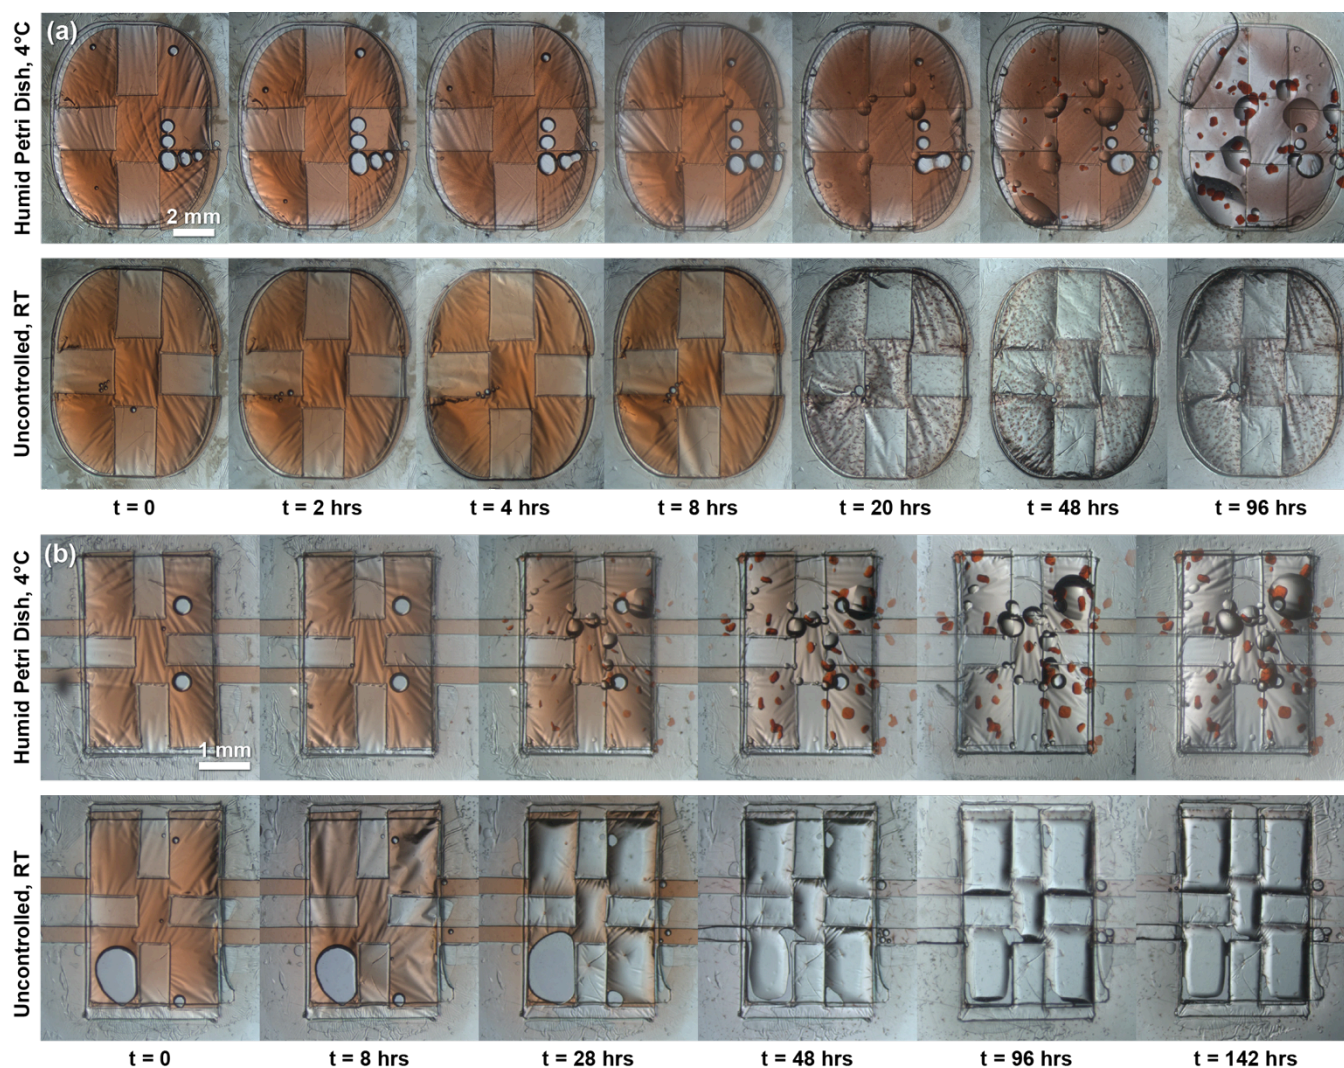 (a)
Humid Petri Dish, 4°C
2 mm
Uncontrolled, RT
t = 0
t = 2 hrs
t = 4 hrs
t = 8 hrs
t = 20 hrs
t = 48 hrs
t = 96 hrs
(b)
Humid Petri Dish, 4°C
1 mm
Uncontrolled, RT
t = 0
t = 8 hrs
t = 28 hrs
t = 48 hrs
t = 96 hrs
t = 142 hrs